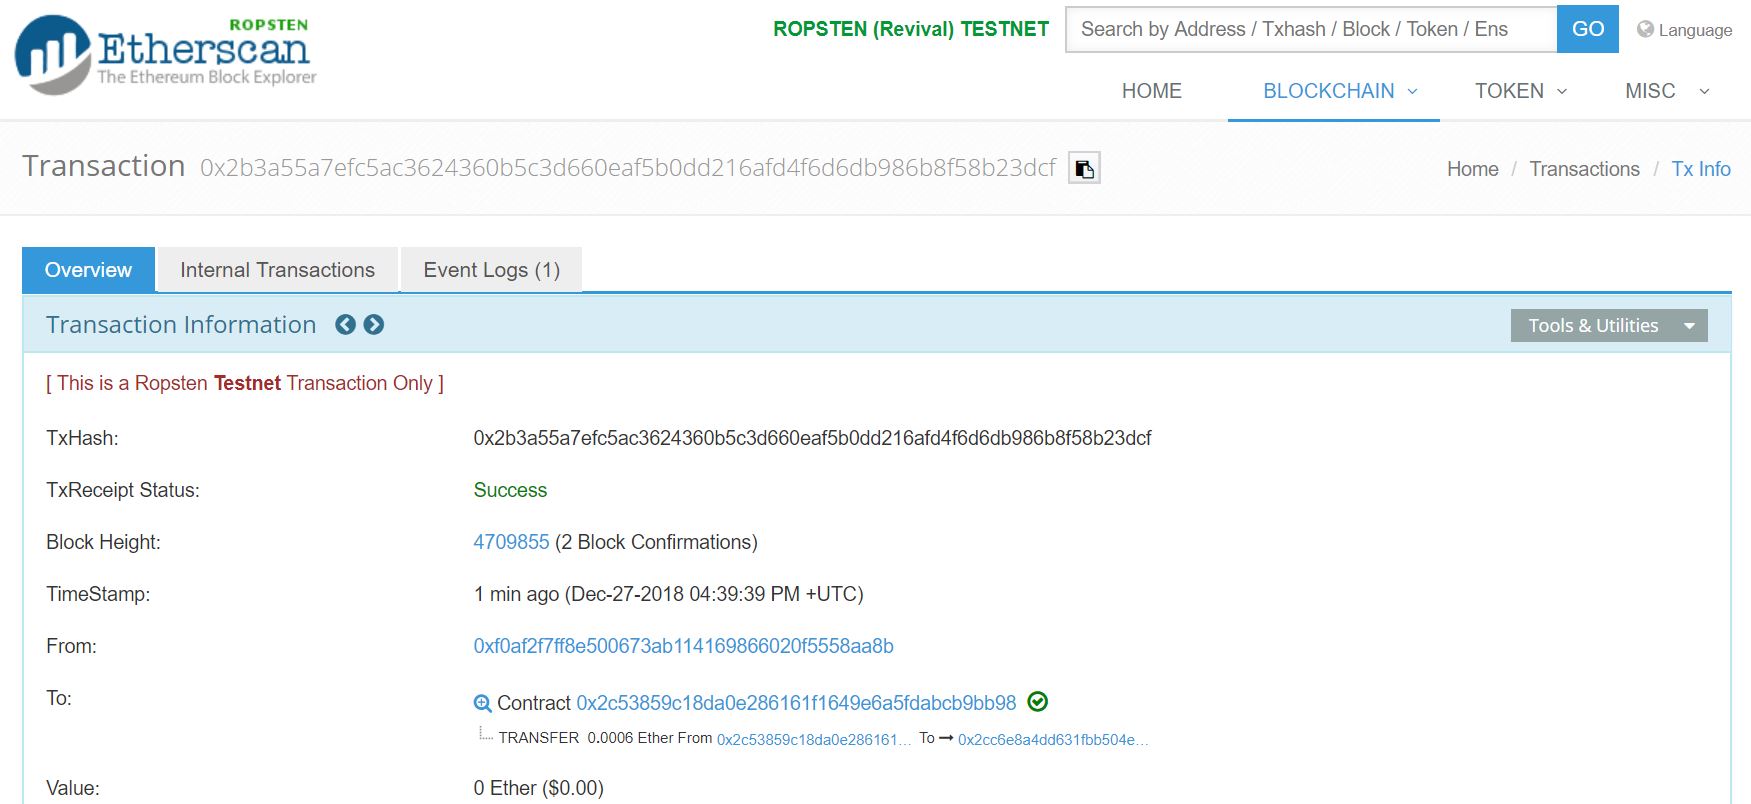 ROPSTEN
Etherscan
The Ethereum Block Explorer
ROPSTEN (Revival) TESTNET
Search by Address / Txhash / Block / Token / Ens
GO
Language
HOME
BLOCKCHAIN
TOKEN
MISC
Transaction 0x2b3a55a7efc5ac3624360b5c3d660eaf5b0dd216afd4f6d6db986b8f58b23dcf
Home / Transactions / Tx Info
Overview
Internal Transactions
Event Logs (1)
Transaction Information
Tools & Utilities
[ This is a Ropsten Testnet Transaction Only ]
TxHash: 0x2b3a55a7efc5ac3624360b5c3d660eaf5b0dd216afd4f6d6db986b8f58b23dcf
TxReceipt Status: Success
Block Height: 4709855 (2 Block Confirmations)
TimeStamp: 1 min ago (Dec-27-2018 04:39:39 PM +UTC)
From: 0xf0af2f7ff8e500673ab114169866020f5558aa8b
To: Contract 0x2c53859c18da0e286161f1649e6a5fdabcb9bb98
TRANSFER 0.0006 Ether From 0x2c53859c18da0e286161... To → 0x2cc6e8a4dd631fbb504e...
Value: 0 Ether ($0.00)